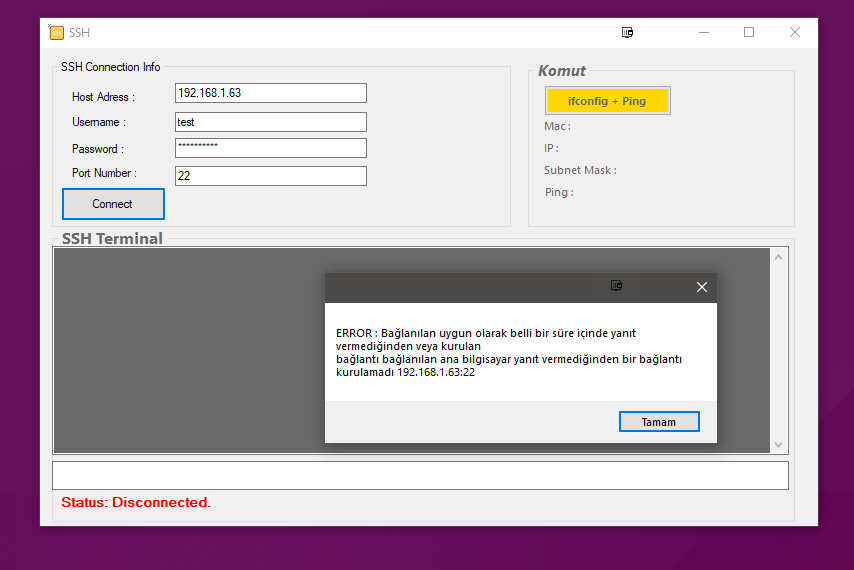 SSH
SSH Connection Info
Host Adress :
192.168.1.63
Username :
test
Password :
**********
Port Number :
22
Connect
Komut
ifconfig + Ping
Mac :
IP :
Subnet Mask :
Ping :
SSH Terminal
ERROR : Bağlanılan uygun olarak belli bir süre içinde yanıt
vermediğinden veya kurulan
bağlantı bağlanılan ana bilgisayar yanıt vermediğinden bir bağlantı
kurulamadı 192.168.1.63:22
Tamam
Status: Disconnected.